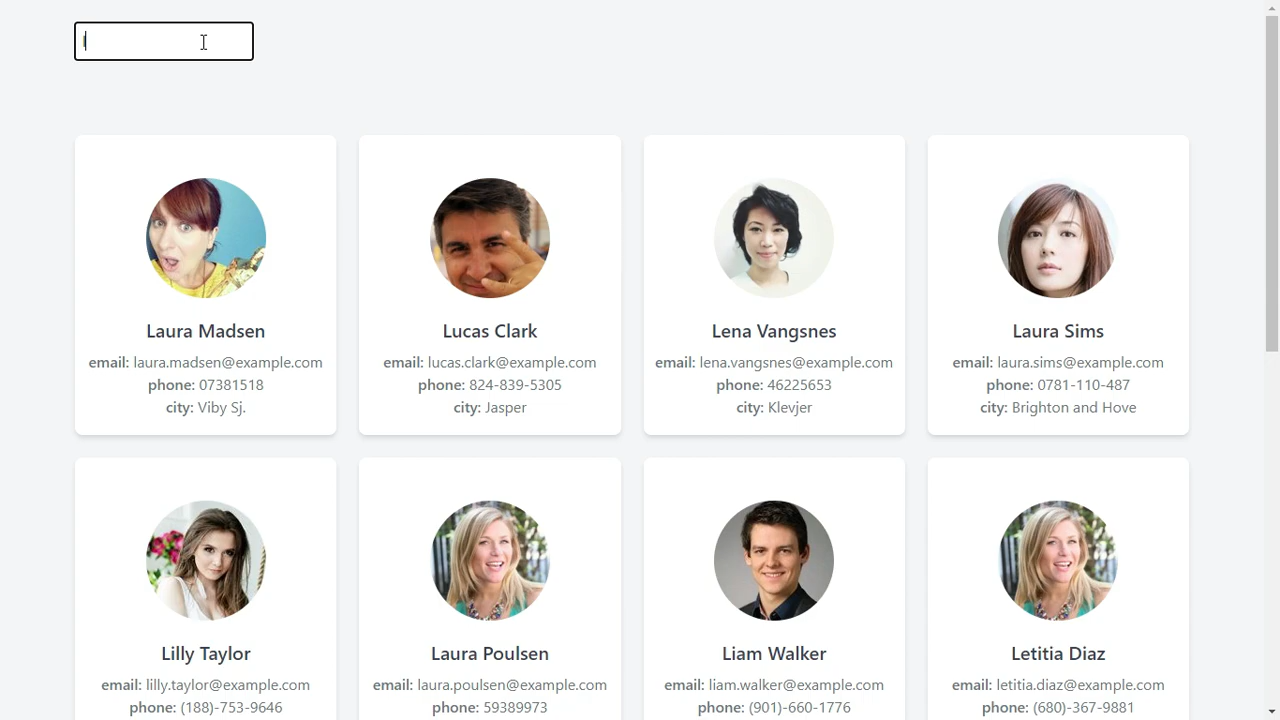 l
Laura Madsen
email: laura.madsen@example.com
phone: 07381518
city: Viby Sj.
Lucas Clark
email: lucas.clark@example.com
phone: 824-839-5305
city: Jasper
Lena Vangsnes
email: lena.vangsnes@example.com
phone: 46225653
city: Klevjer
Laura Sims
email: laura.sims@example.com
phone: 0781-110-487
city: Brighton and Hove
Lilly Taylor
email: lilly.taylor@example.com
phone: (188)-753-9646
Laura Poulsen
email: laura.poulsen@example.com
phone: 59389973
Liam Walker
email: liam.walker@example.com
phone: (901)-660-1776
Letitia Diaz
email: letitia.diaz@example.com
phone: (680)-367-9881